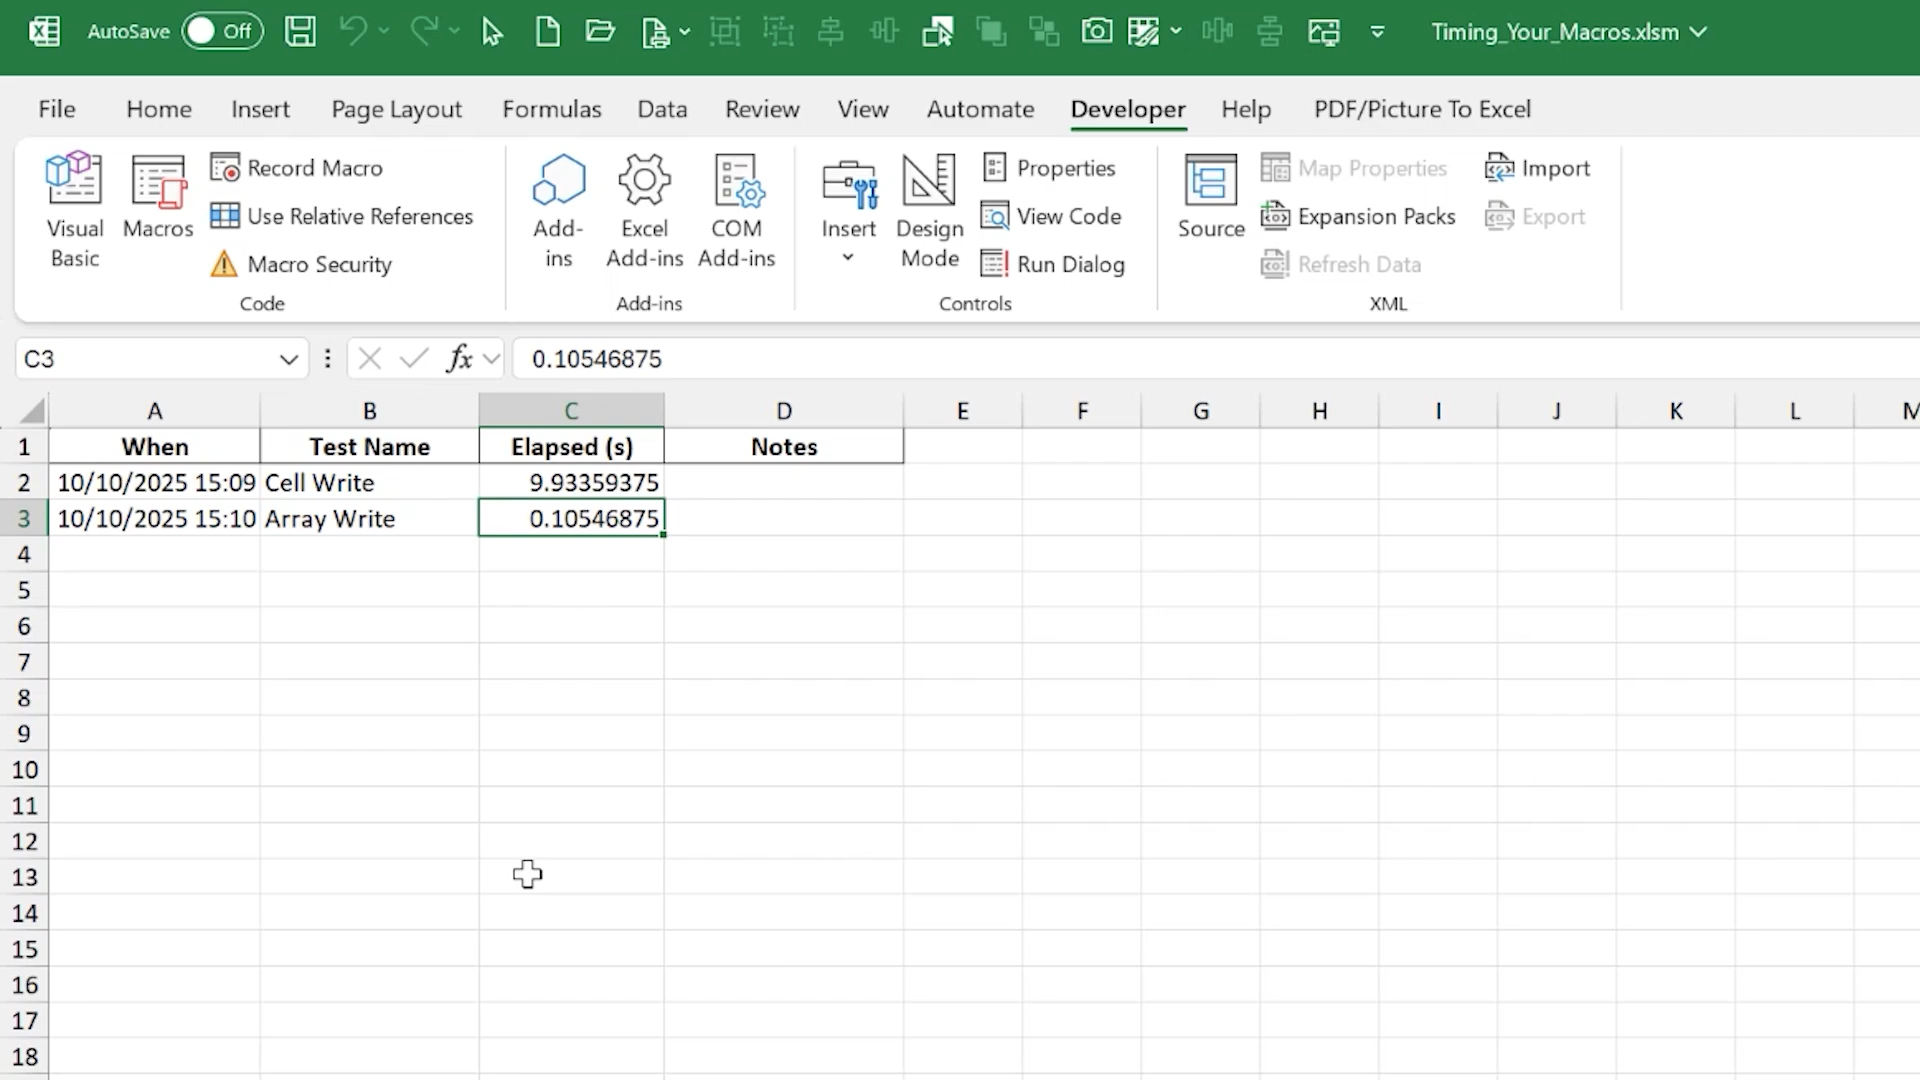 AutoSave Off Timing_Your_Macros.xlsm
File Home Insert Page Layout Formulas Data Review View Automate Developer Help PDF/Picture To Excel
Visual Basic
Macros
Record Macro
Use Relative References
Macro Security
Code
Add-ins
Excel Add-ins
COM Add-ins
Add-ins
Insert
Design Mode
Properties
View Code
Run Dialog
Controls
Source
Map Properties
Expansion Packs
Refresh Data
Import
Export
XML
C3 fx 0.10546875
A B C D E F G H I J K L M
1 When Test Name Elapsed (s) Notes
2 10/10/2025 15:09 Cell Write 9.93359375
3 10/10/2025 15:10 Array Write 0.10546875
4
5
6
7
8
9
10
11
12
13
14
15
16
17
18